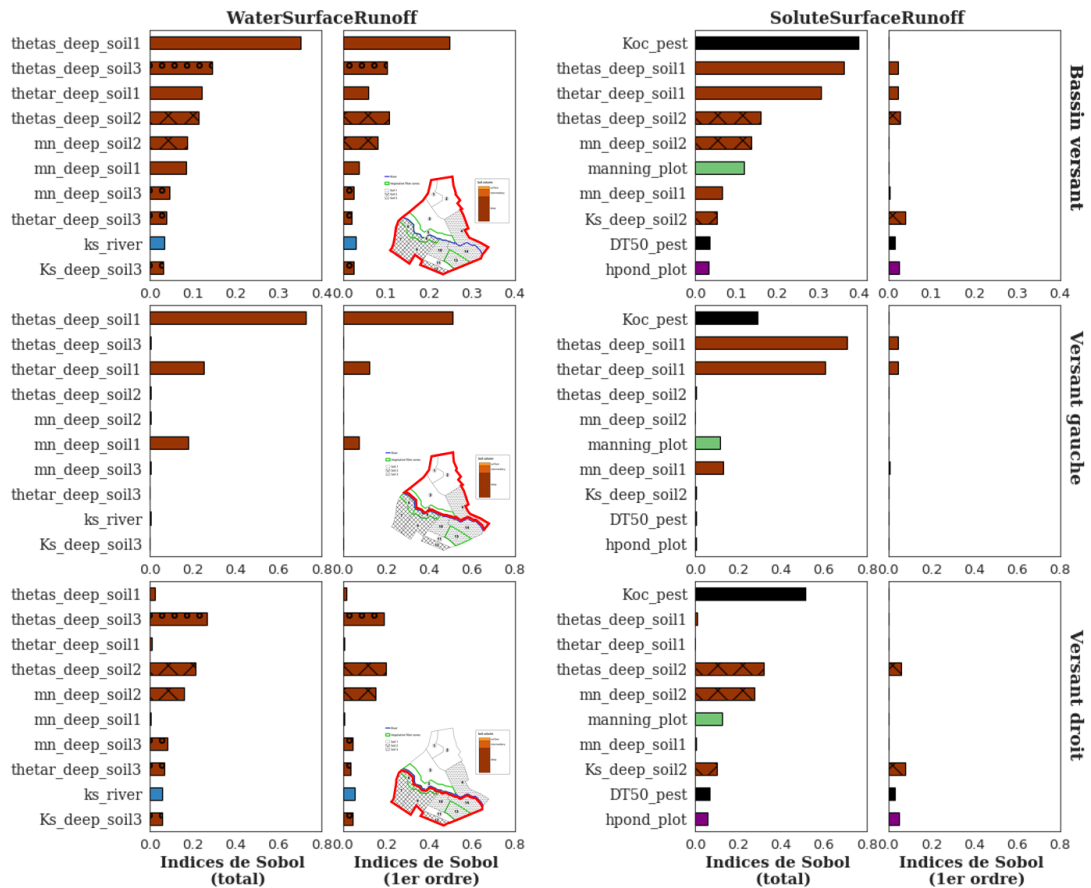 WaterSurfaceRunoff
SoluteSurfaceRunoff
thetas_deep_soil1
thetas_deep_soil3
thetar_deep_soil1
thetas_deep_soil2
mn_deep_soil2
mn_deep_soil1
mn_deep_soil3
thetar_deep_soil3
ks_river
Ks_deep_soil3
0.0 0.1 0.2 0.3 0.4
0.0 0.1 0.2 0.3 0.4
Koc_pest
thetas_deep_soil1
thetar_deep_soil1
thetas_deep_soil2
mn_deep_soil2
manning_plot
mn_deep_soil1
Ks_deep_soil2
DT50_pest
hpond_plot
0.0 0.1 0.2 0.3 0.4
0.0 0.1 0.2 0.3 0.4
Bassin versant
thetas_deep_soil1
thetas_deep_soil3
thetar_deep_soil1
thetas_deep_soil2
mn_deep_soil2
mn_deep_soil1
mn_deep_soil3
thetar_deep_soil3
ks_river
Ks_deep_soil3
0.0 0.2 0.4 0.6 0.8
0.0 0.2 0.4 0.6 0.8
Koc_pest
thetas_deep_soil1
thetar_deep_soil1
thetas_deep_soil2
mn_deep_soil2
manning_plot
mn_deep_soil1
Ks_deep_soil2
DT50_pest
hpond_plot
0.0 0.2 0.4 0.6 0.8
0.0 0.2 0.4 0.6 0.8
Versant gauche
thetas_deep_soil1
thetas_deep_soil3
thetar_deep_soil1
thetas_deep_soil2
mn_deep_soil2
mn_deep_soil1
mn_deep_soil3
thetar_deep_soil3
ks_river
Ks_deep_soil3
0.0 0.2 0.4 0.6 0.8
0.0 0.2 0.4 0.6 0.8
Koc_pest
thetas_deep_soil1
thetar_deep_soil1
thetas_deep_soil2
mn_deep_soil2
manning_plot
mn_deep_soil1
Ks_deep_soil2
DT50_pest
hpond_plot
0.0 0.2 0.4 0.6 0.8
0.0 0.2 0.4 0.6 0.8
Versant droit
Indices de Sobol
(total)
Indices de Sobol
(1er ordre)
Indices de Sobol
(total)
Indices de Sobol
(1er ordre)